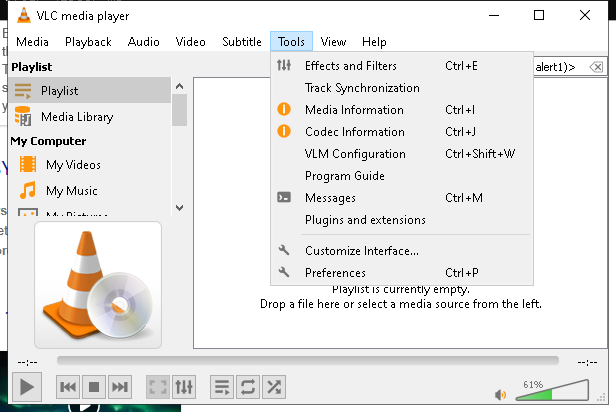 VLC media player
Media Playback Audio Video Subtitle Tools View Help
Playlist
Playlist
Media Library
My Computer
My Videos
My Music
My Pictures
Effects and Filters Ctrl+E
Track Synchronization
Media Information Ctrl+I
Codec Information Ctrl+J
VLM Configuration Ctrl+Shift+W
Program Guide
Messages Ctrl+M
Plugins and extensions
Customize Interface...
Preferences Ctrl+P
alert1)>
Playlist is currently empty.
Drop a file here or select a media source from the left.
--:-- --:--
61%